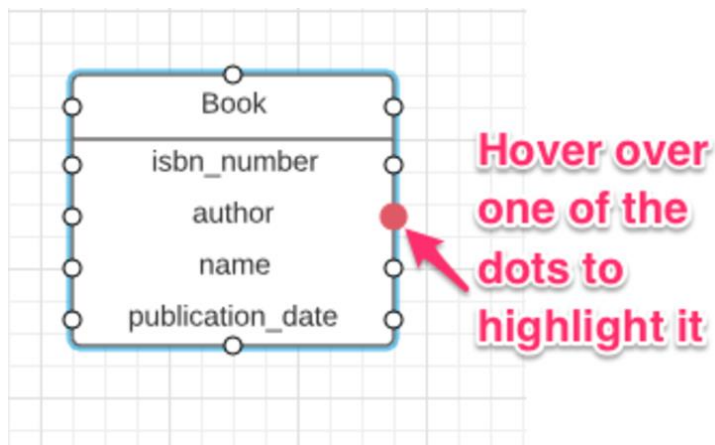 Book
isbn_number
author
name
publication_date
Hover over
one of the
dots to
highlight it